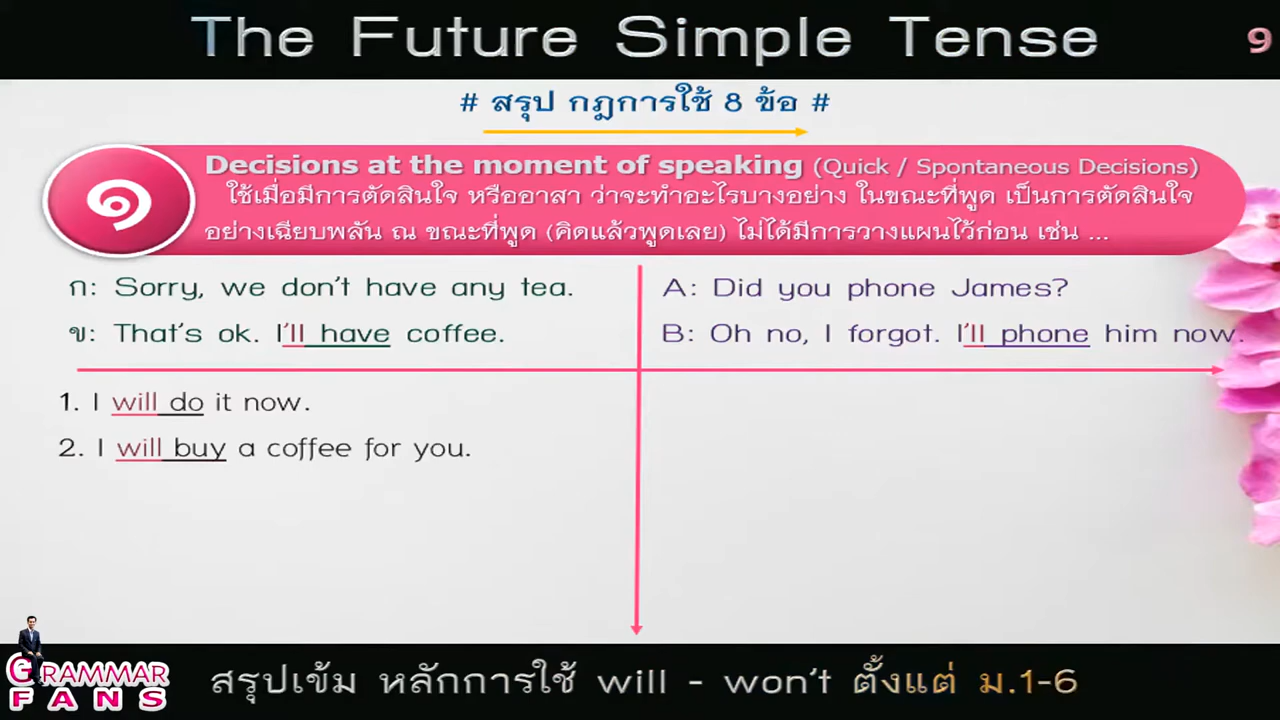 The Future Simple Tense
9
# สรุป กฎการใช้ 8 ข้อ #
๑
Decisions at the moment of speaking (Quick / Spontaneous Decisions)
ใช้เมื่อมีการตัดสินใจ หรืออาสา ว่าจะทำอะไรบางอย่าง ในขณะที่พูด เป็นการตัดสินใจ
อย่างเฉียบพลัน ณ ขณะที่พูด (คิดแล้วพูดเลย) ไม่ได้มีการวางแผนไว้ก่อน เช่น ...
ก: Sorry, we don't have any tea.
ข: That's ok. I'll have coffee.
A: Did you phone James?
B: Oh no, I forgot. I'll phone him now.
1. I will do it now.
2. I will buy a coffee for you.
GRAMMAR
FANS
สรุปเข้ม หลักการใช้ will - won't ตั้งแต่ ม.1-6